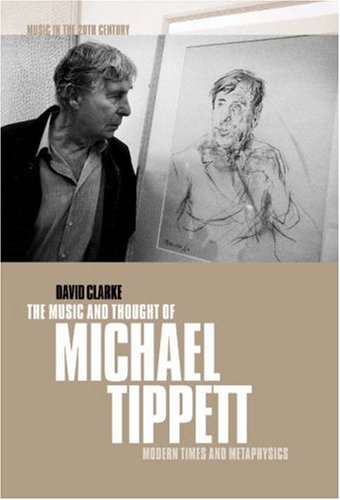 MUSIC IN THE 20TH CENTURY
DAVID CLARKE
THE MUSIC AND THOUGHT OF
MICHAEL
TIPPETT
MODERN TIMES AND METAPHYSICS